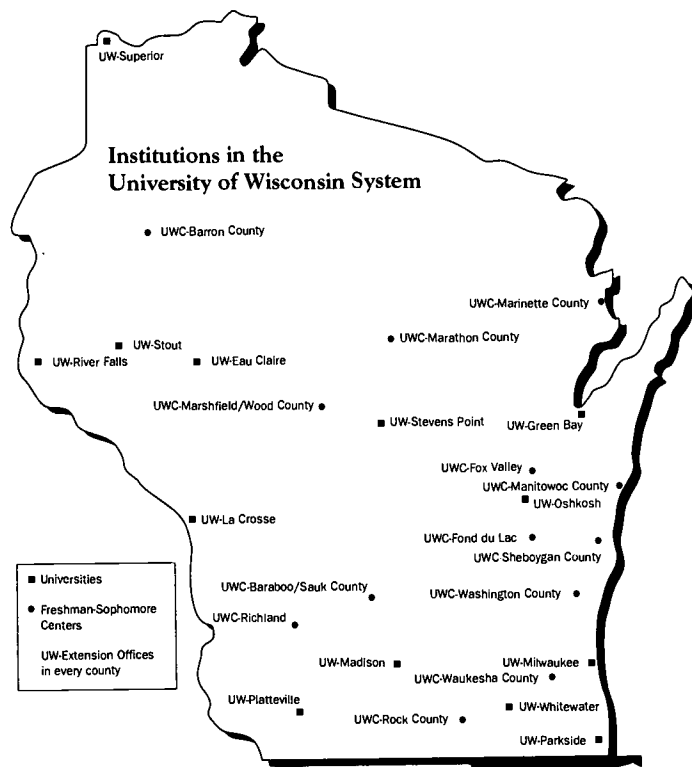 UW-Superior
Institutions in the
University of Wisconsin System
UWC-Barron County
UWC-Marinette County
UWC-Marathon County
UW-Stout
UW-River Falls
UW-Eau Claire
UWC-Marshfield/Wood County
UW-Stevens Point
UW-Green Bay
UWC-Fox Valley
UWC-Manitowoc County
UW-Oshkosh
UW-La Crosse
UWC-Fond du Lac
UWC-Sheboygan County
Universities
Freshman-Sophomore
Centers
UW-Extension Offices
in every county
UWC-Baraboo/Sauk County
UWC-Washington County
UWC-Richland
UW-Madison
UW-Milwaukee
UWC-Waukesha County
UW-Platteville
UW-Whitewater
UWC-Rock County
UW-Parkside